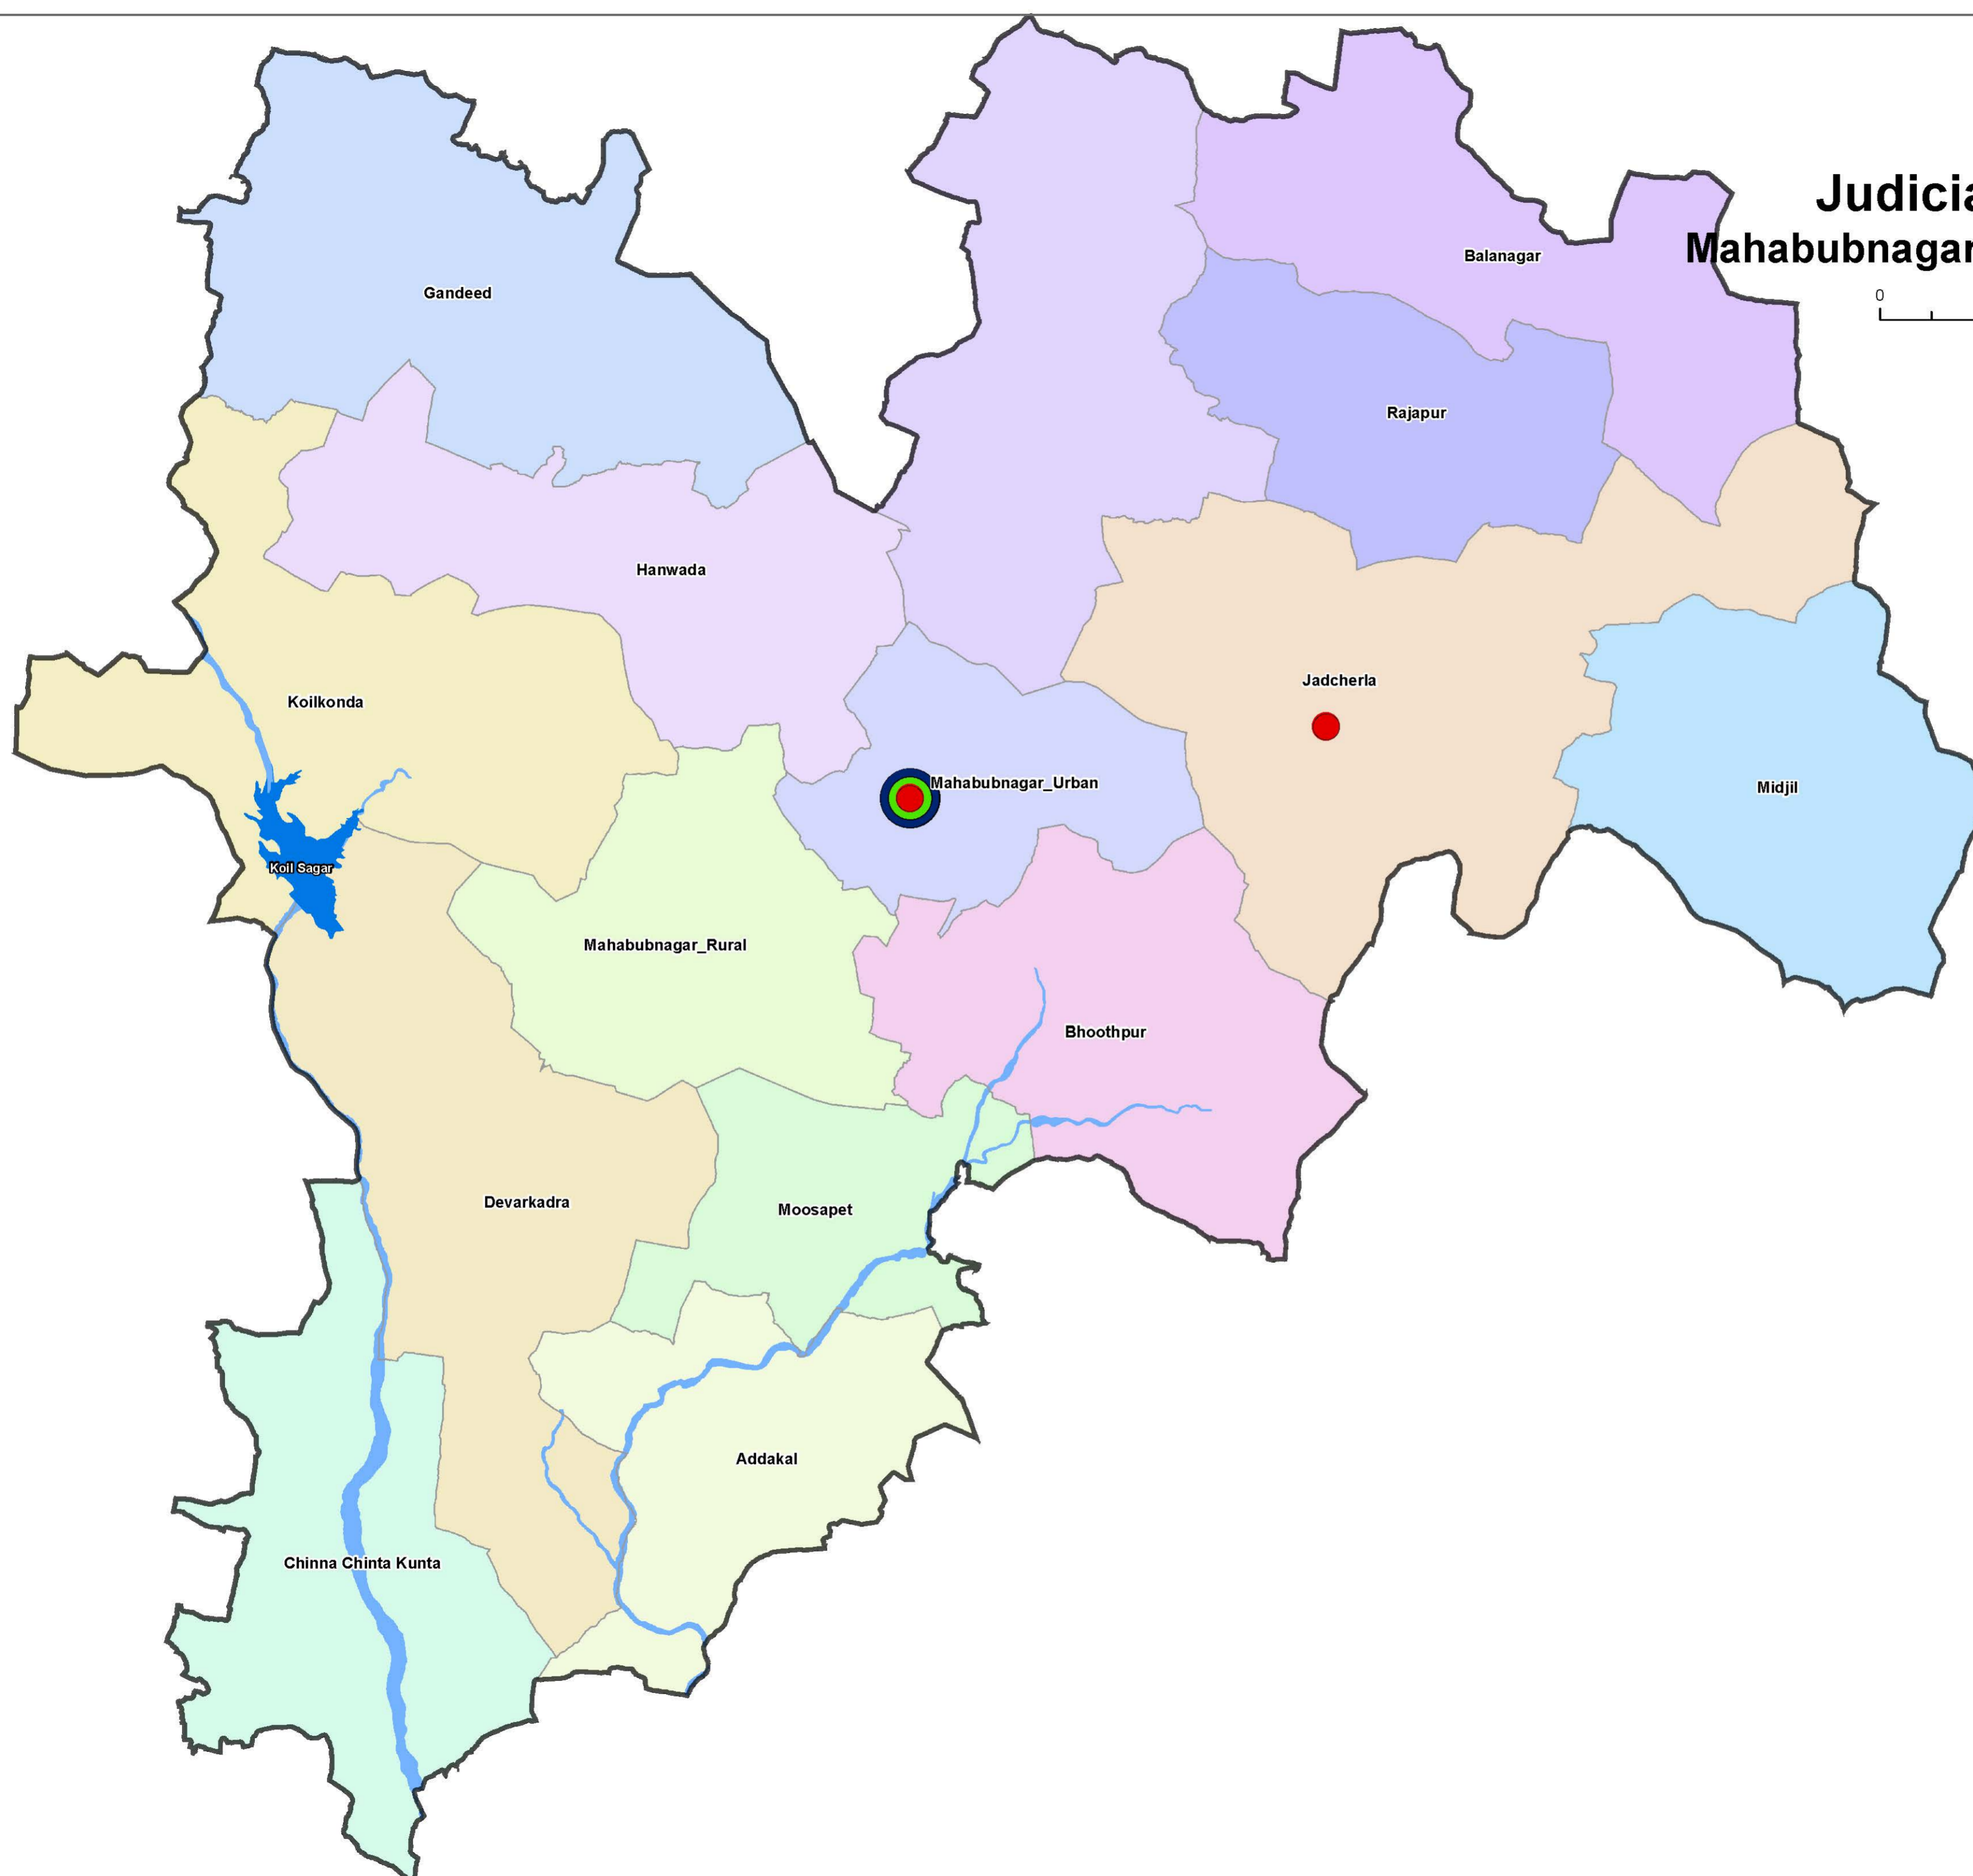 Judicia
Mahabubnagar
0
Balanagar
Gandeed
Rajapur
Hanwada
Jadcherla
Koilkonda
Mahabubnagar_Urban
Midjil
Koil Sagar
Mahabubnagar_Rural
Bhoothpur
Devarkadra
Moosapet
Addakal
Chinna Chinta Kunta